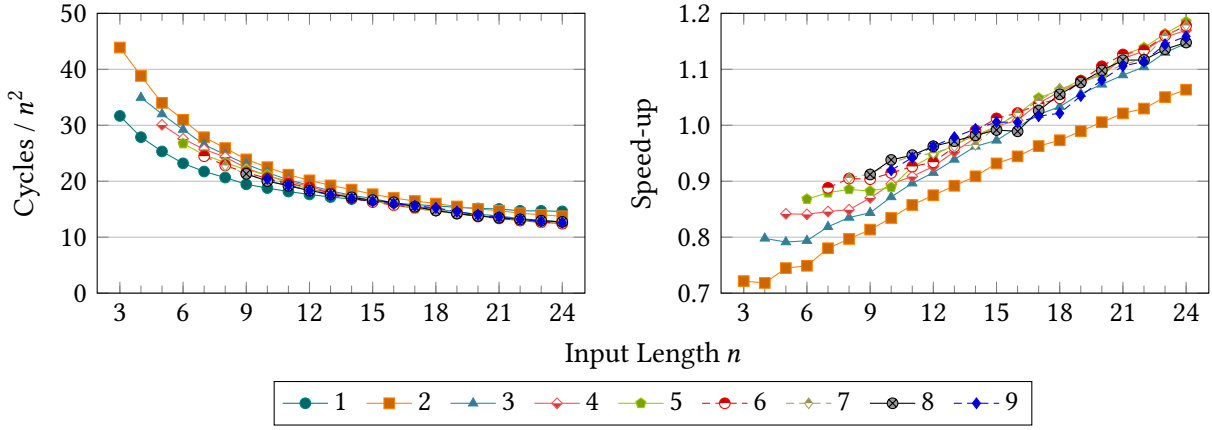 Cycles / n²
50
40
30
20
10
0
3 6 9 12 15 18 21 24
Speed-up
1.2
1.1
1.0
0.9
0.8
0.7
3 6 9 12 15 18 21 24
Input Length n
1 2 3 4 5 6 7 8 9